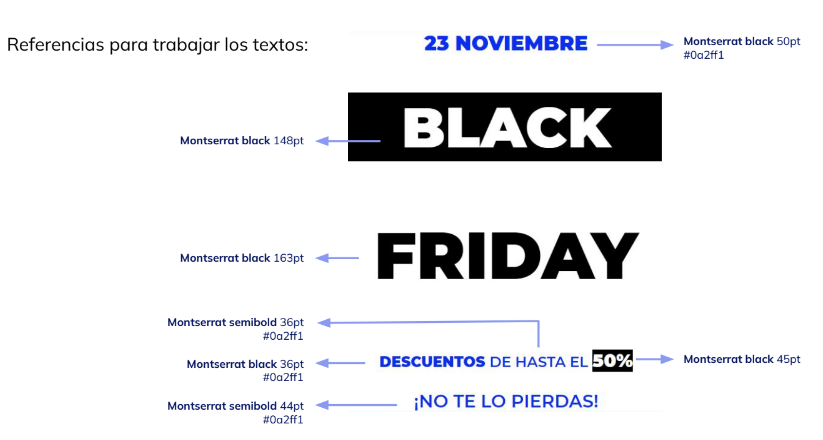 Referencias para trabajar los textos:
23 NOVIEMBRE
Montserrat black 50pt
#0a2ff1
BLACK
Montserrat black 148pt
FRIDAY
Montserrat black 163pt
Montserrat semibold 36pt
#0a2ff1
Montserrat black 36pt
#0a2ff1
DESCUENTOS DE HASTA EL 50%
Montserrat black 45pt
Montserrat semibold 44pt
#0a2ff1
¡NO TE LO PIERDAS!